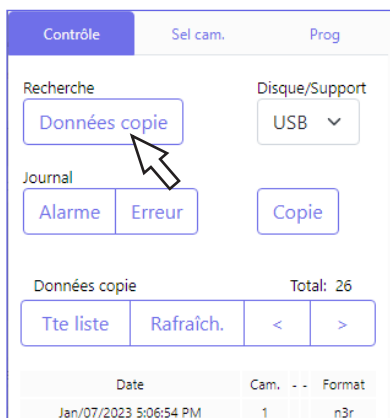 Contrôle Sel cam. Prog
Recherche Disque/Support
Données copie USB
Journal
Alarme Erreur Copie
Données copie Total: 26
Tte liste Rafraîch. < >
Date Cam. - - Format
Jan/07/2023 5:06:54 PM 1 n3r